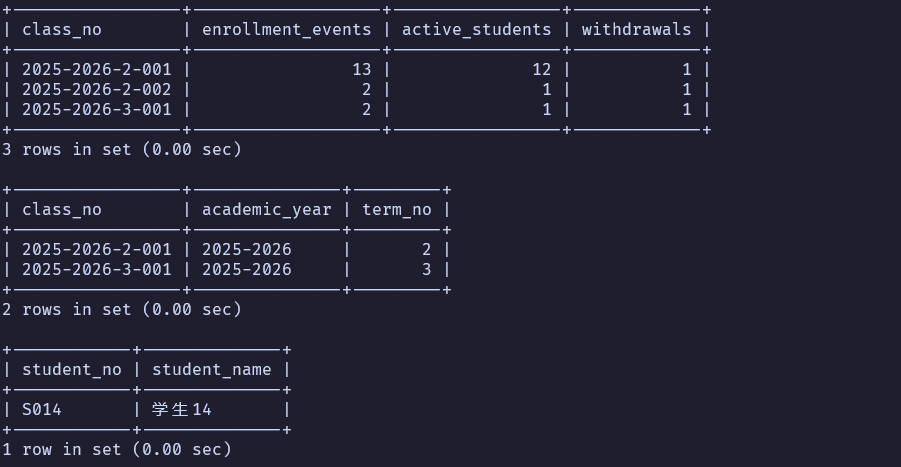 +-----------------+-------------------+-----------------+-------------+
| class_no        | enrollment_events | active_students | withdrawals |
+-----------------+-------------------+-----------------+-------------+
| 2025-2026-2-001 |                13 |              12 |           1 |
| 2025-2026-2-002 |                 2 |               1 |           1 |
| 2025-2026-3-001 |                 2 |               1 |           1 |
+-----------------+-------------------+-----------------+-------------+
3 rows in set (0.00 sec)

+-----------------+---------------+---------+
| class_no        | academic_year | term_no |
+-----------------+---------------+---------+
| 2025-2026-2-001 | 2025-2026     |       2 |
| 2025-2026-3-001 | 2025-2026     |       3 |
+-----------------+---------------+---------+
2 rows in set (0.00 sec)

+------------+--------------+
| student_no | student_name |
+------------+--------------+
| S014       | 学生14       |
+------------+--------------+
1 row in set (0.00 sec)